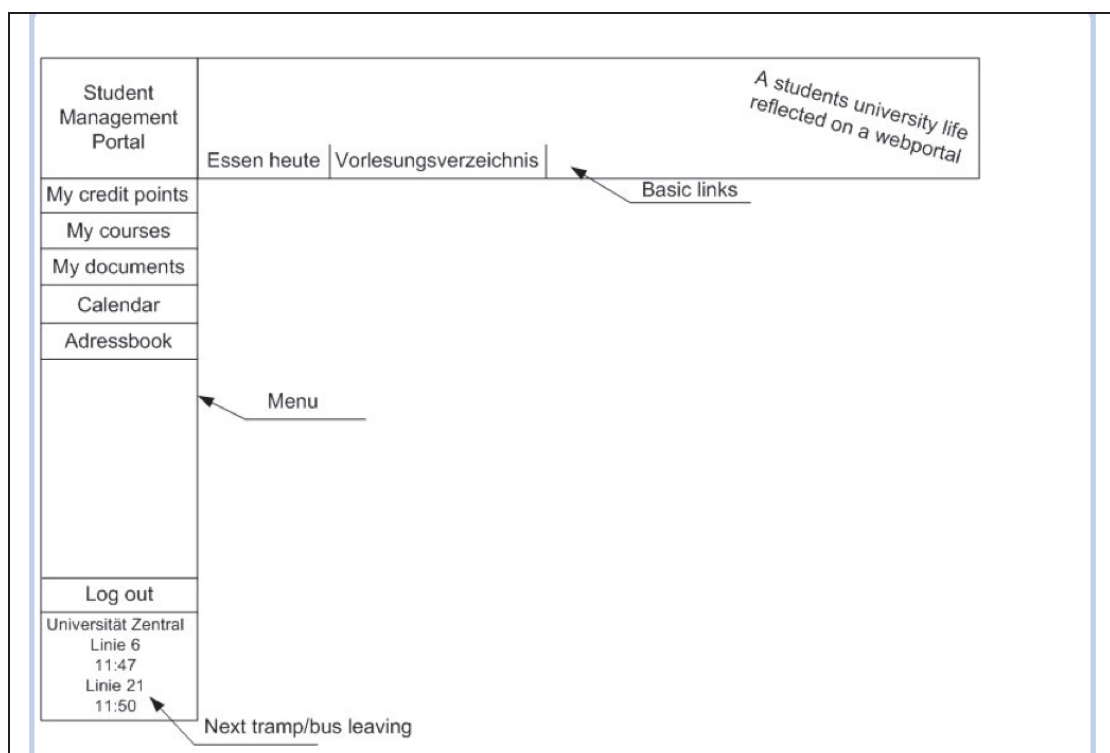 Student
Management
Portal
A students university life
reflected on a webportal
Essen heute
Vorlesungsverzeichnis
Basic links
My credit points
My courses
My documents
Calendar
Adressbook
Menu
Log out
Universität Zentral
Linie 6
11:47
Linie 21
11:50
Next tramp/bus leaving